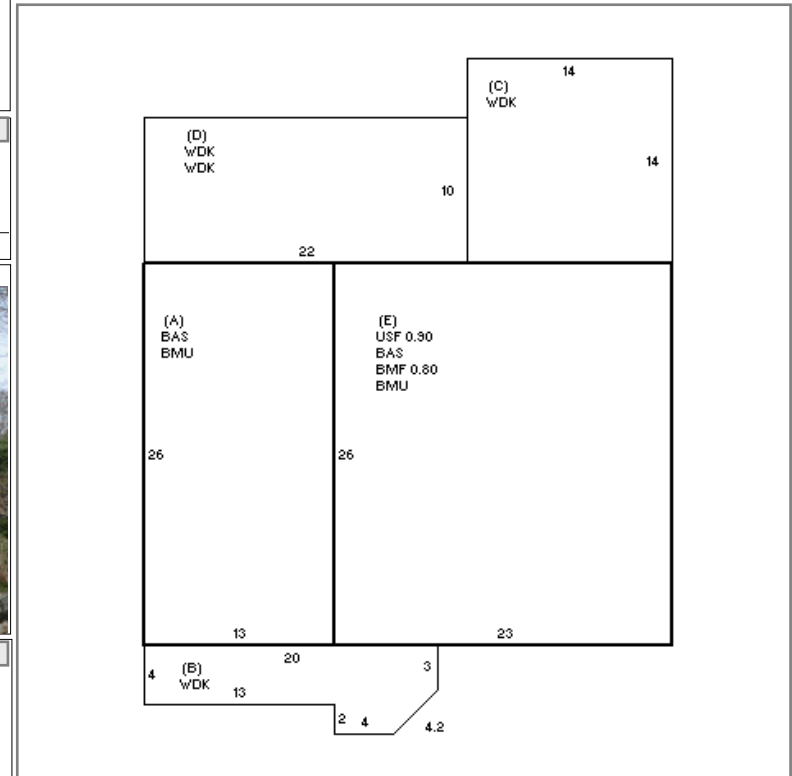 14
(C)
WDK
14
(D)
WDK
WDK
10
22
(A)
BAS
BMU
(E)
USF 0.90
BAS
BMF 0.80
BMU
26
26
13
23
20
4
(B)
WDK
13
3
2
4
4.2